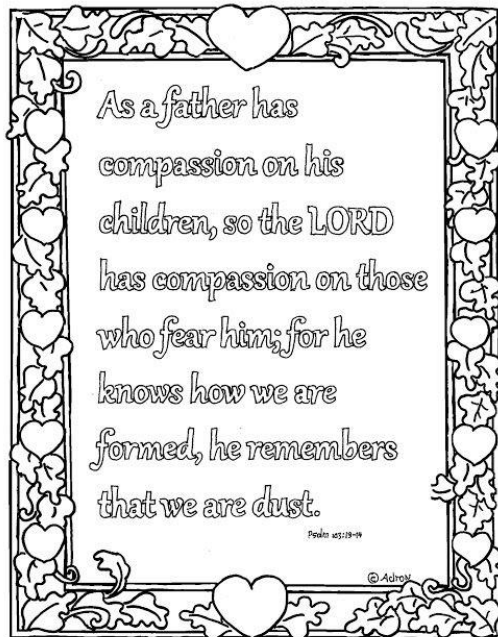 As a father has
compassion on his
children, so the LORD
has compassion on those
who fear him; for he
knows how we are
formed, he remembers
that we are dust.
Psalm 103:13-14
© Adron